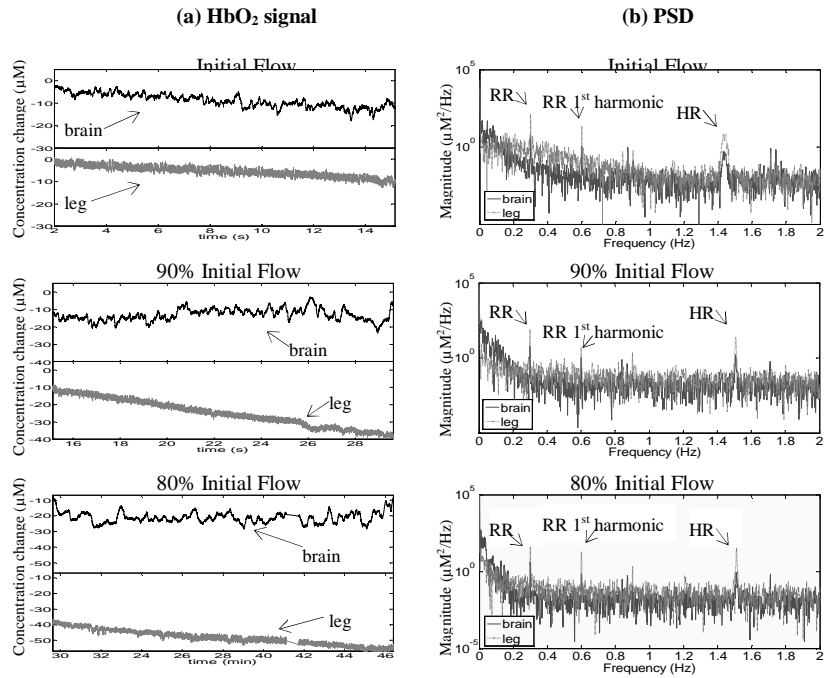 (a) HbO₂ signal
(b) PSD
Initial Flow
Concentration change (µM)
0
-10
-20
-30
brain
0
-10
-20
-30
leg
2 4 6 8 10 12 14
time (s)
Initial Flow
Magnitude (µM²/Hz)
10⁵
10⁰
RR
RR 1st harmonic
HR
brain
leg
0 0.2 0.4 0.6 0.8 1 1.2 1.4 1.6 1.8 2
Frequency (Hz)
90% Initial Flow
Concentration change (µM)
0
-10
-20
-30
-40
brain
0
-10
-20
-30
-40
leg
16 18 20 22 24 26 28
time (s)
90% Initial Flow
Magnitude (µM²/Hz)
10⁵
10⁰
RR
RR 1st harmonic
HR
brain
leg
0 0.2 0.4 0.6 0.8 1 1.2 1.4 1.6 1.8 2
Frequency (Hz)
80% Initial Flow
Concentration change (µM)
-10
-20
-30
-40
-50
brain
-10
-20
-30
-40
-50
leg
30 32 24 26 28 40 42 44 46
time (min)
80% Initial Flow
Magnitude (µM²/Hz)
10⁵
10⁰
10⁻⁵
RR
RR 1st harmonic
HR
brain
leg
0 0.2 0.4 0.6 0.8 1 1.2 1.4 1.6 1.8 2
Frequency (Hz)